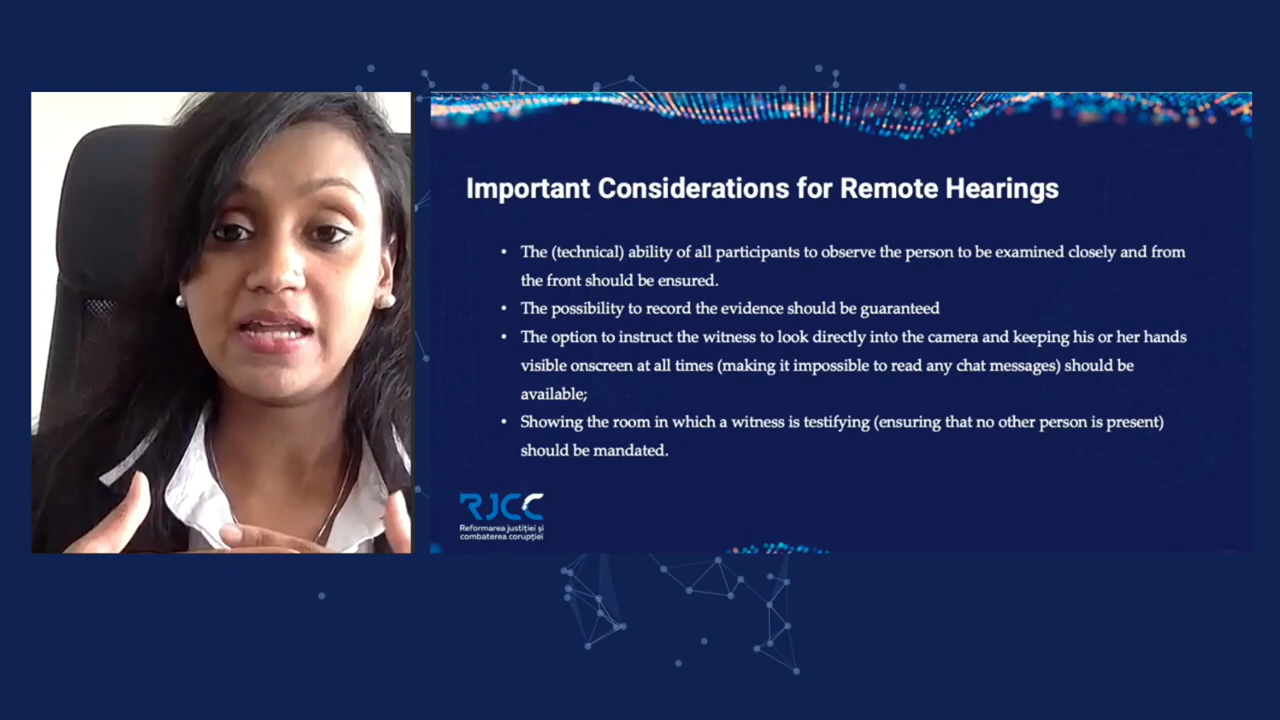 Important Considerations for Remote Hearings
• The (technical) ability of all participants to observe the person to be examined closely and from
the front should be ensured.
• The possibility to record the evidence should be guaranteed
• The option to instruct the witness to look directly into the camera and keeping his or her hands
visible onscreen at all times (making it impossible to read any chat messages) should be
available;
• Showing the room in which a witness is testifying (ensuring that no other person is present)
should be mandated.
RJCC
Reformarea justiției și
combaterea corupției